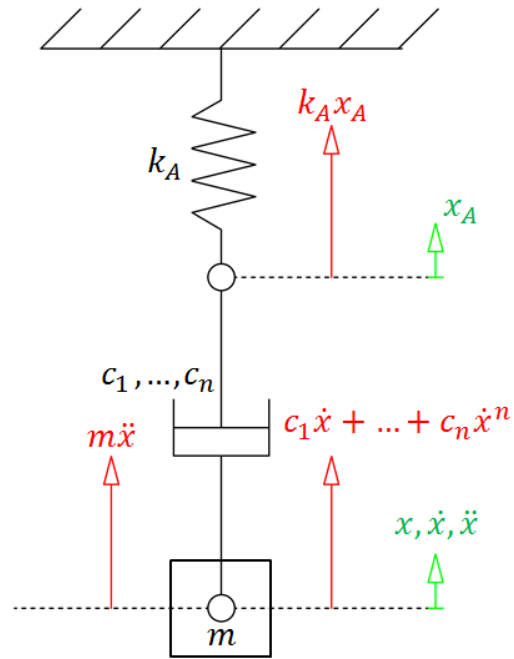 k_A x_A
k_A
x_A
c_1, ..., c_n
mẍ
c_1ẋ + ... + c_nẋ^n
x, ẋ, ẍ
m